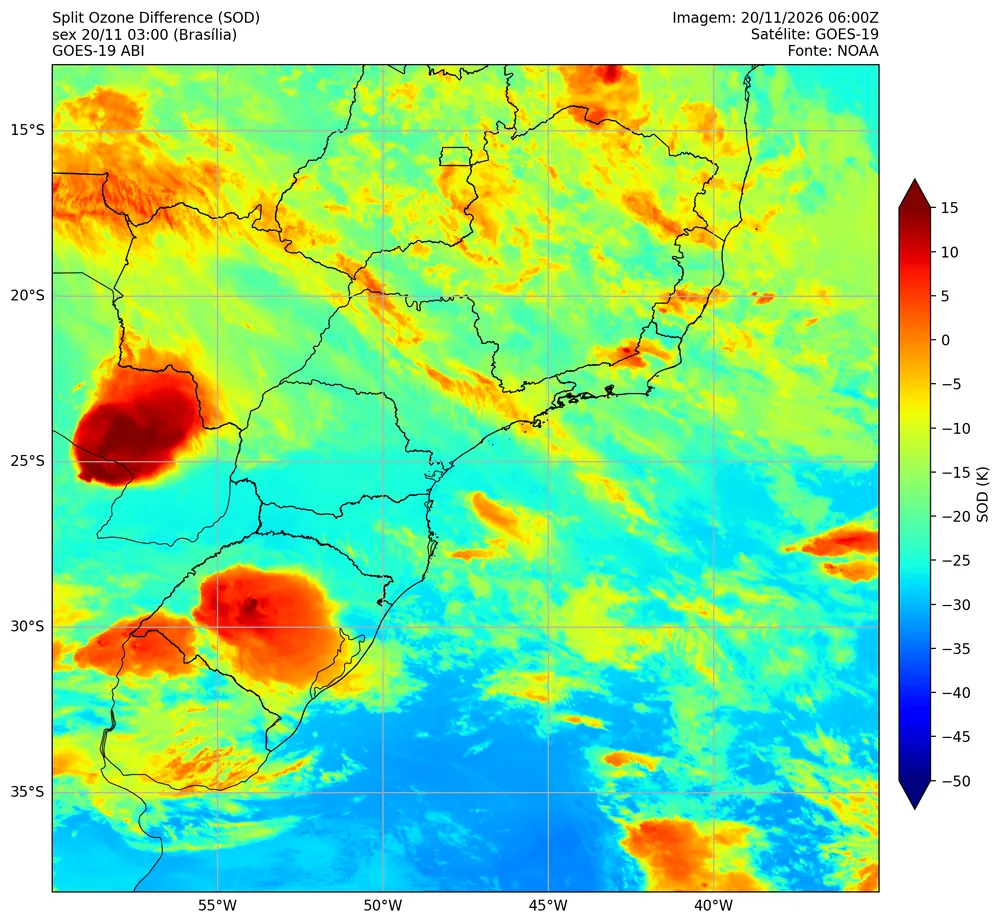 Split Ozone Difference (SOD)
sex 20/11 03:00 (Brasília)
GOES-19 ABI
Imagem: 20/11/2026 06:00Z
Satélite: GOES-19
Fonte: NOAA
15°S
20°S
25°S
30°S
35°S
55°W
50°W
45°W
40°W
15
10
5
0
−5
−10
−15
−20
−25
−30
−35
−40
−45
−50
SOD (K)